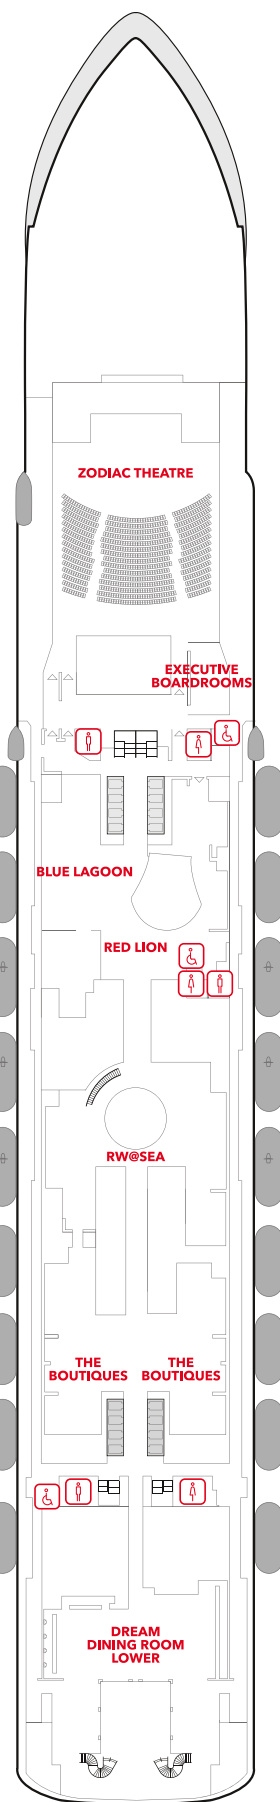 ZODIAC THEATRE
EXECUTIVE
BOARDROOMS
BLUE LAGOON
RED LION
RW@SEA
THE
BOUTIQUES
THE
BOUTIQUES
DREAM
DINING ROOM
LOWER